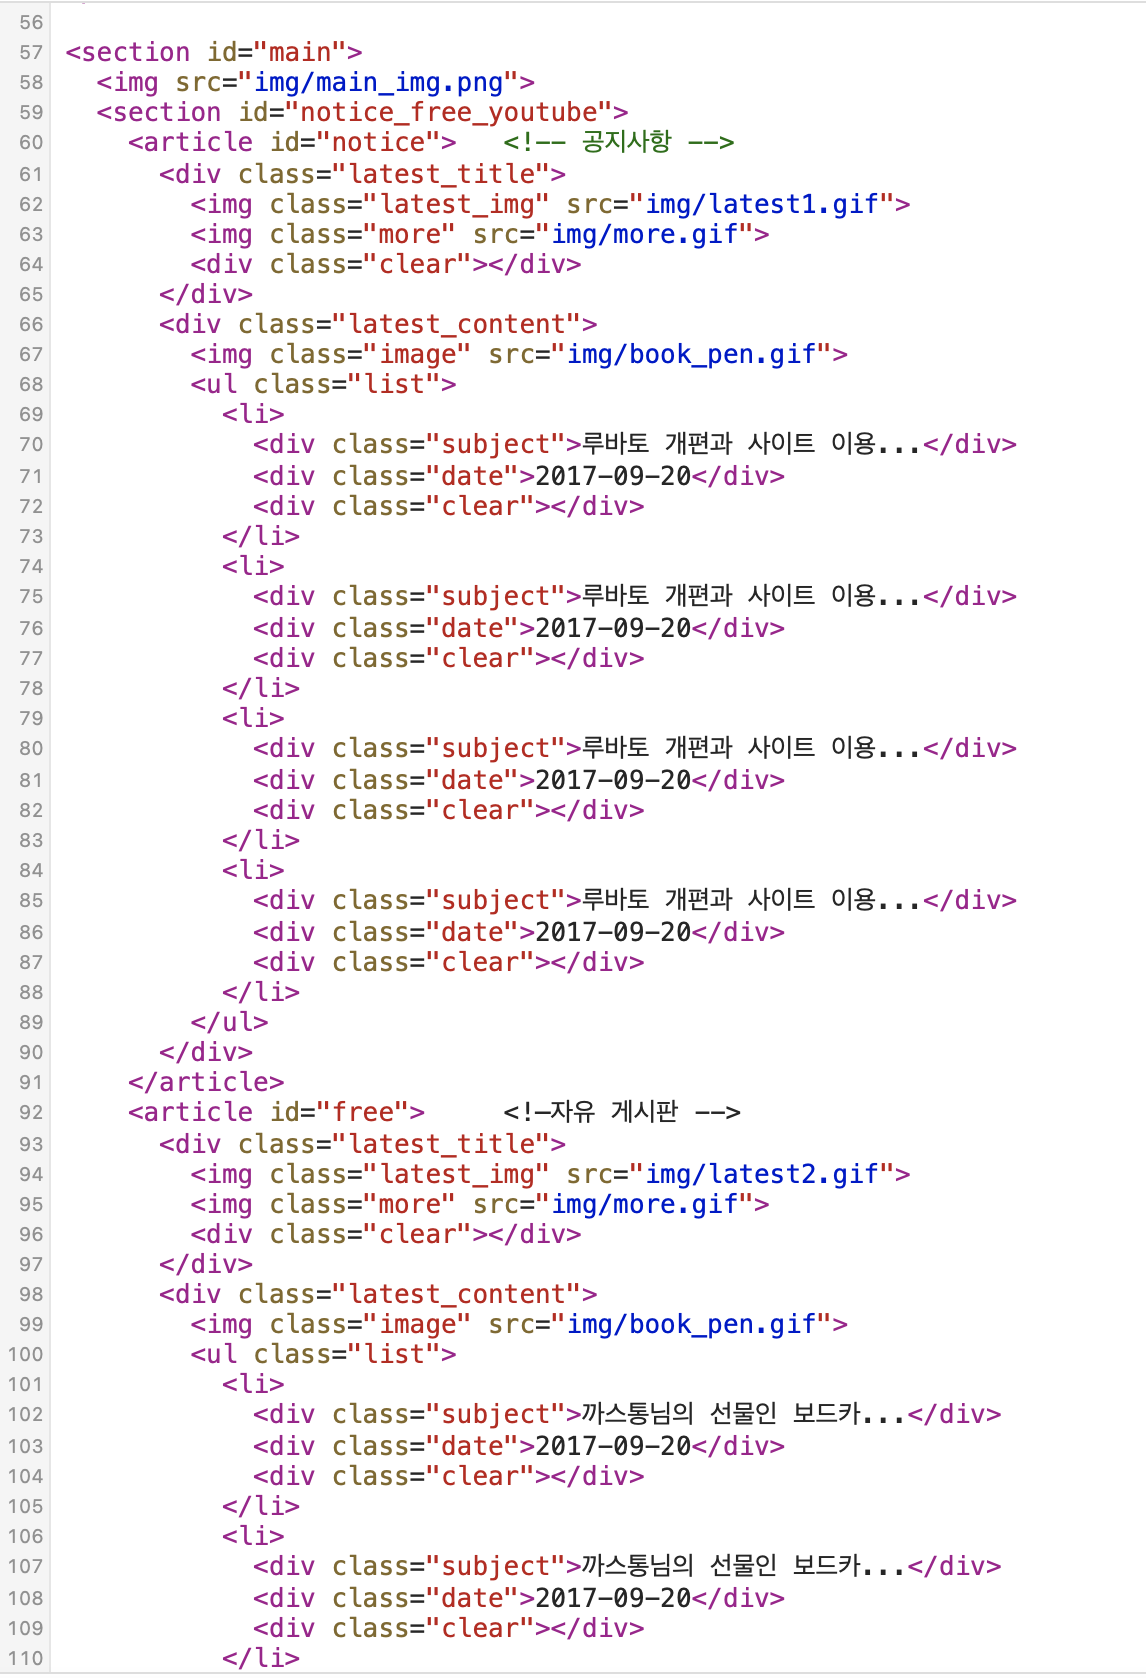 56
57 <section id="main">
58 <img src="img/main_img.png">
59 <section id="notice_free_youtube">
60 <article id="notice"> <!-- 공지사항 -->
61 <div class="latest_title">
62 <img class="latest_img" src="img/latest1.gif">
63 <img class="more" src="img/more.gif">
64 <div class="clear"></div>
65 </div>
66 <div class="latest_content">
67 <img class="image" src="img/book_pen.gif">
68 <ul class="list">
69 <li>
70 <div class="subject">루바토 개편과 사이트 이용...</div>
71 <div class="date">2017-09-20</div>
72 <div class="clear"></div>
73 </li>
74 <li>
75 <div class="subject">루바토 개편과 사이트 이용...</div>
76 <div class="date">2017-09-20</div>
77 <div class="clear"></div>
78 </li>
79 <li>
80 <div class="subject">루바토 개편과 사이트 이용...</div>
81 <div class="date">2017-09-20</div>
82 <div class="clear"></div>
83 </li>
84 <li>
85 <div class="subject">루바토 개편과 사이트 이용...</div>
86 <div class="date">2017-09-20</div>
87 <div class="clear"></div>
88 </li>
89 </ul>
90 </div>
91 </article>
92 <article id="free"> <!–자유 게시판 -->
93 <div class="latest_title">
94 <img class="latest_img" src="img/latest2.gif">
95 <img class="more" src="img/more.gif">
96 <div class="clear"></div>
97 </div>
98 <div class="latest_content">
99 <img class="image" src="img/book_pen.gif">
100 <ul class="list">
101 <li>
102 <div class="subject">까스통님의 선물인 보드카...</div>
103 <div class="date">2017-09-20</div>
104 <div class="clear"></div>
105 </li>
106 <li>
107 <div class="subject">까스통님의 선물인 보드카...</div>
108 <div class="date">2017-09-20</div>
109 <div class="clear"></div>
110 </li>